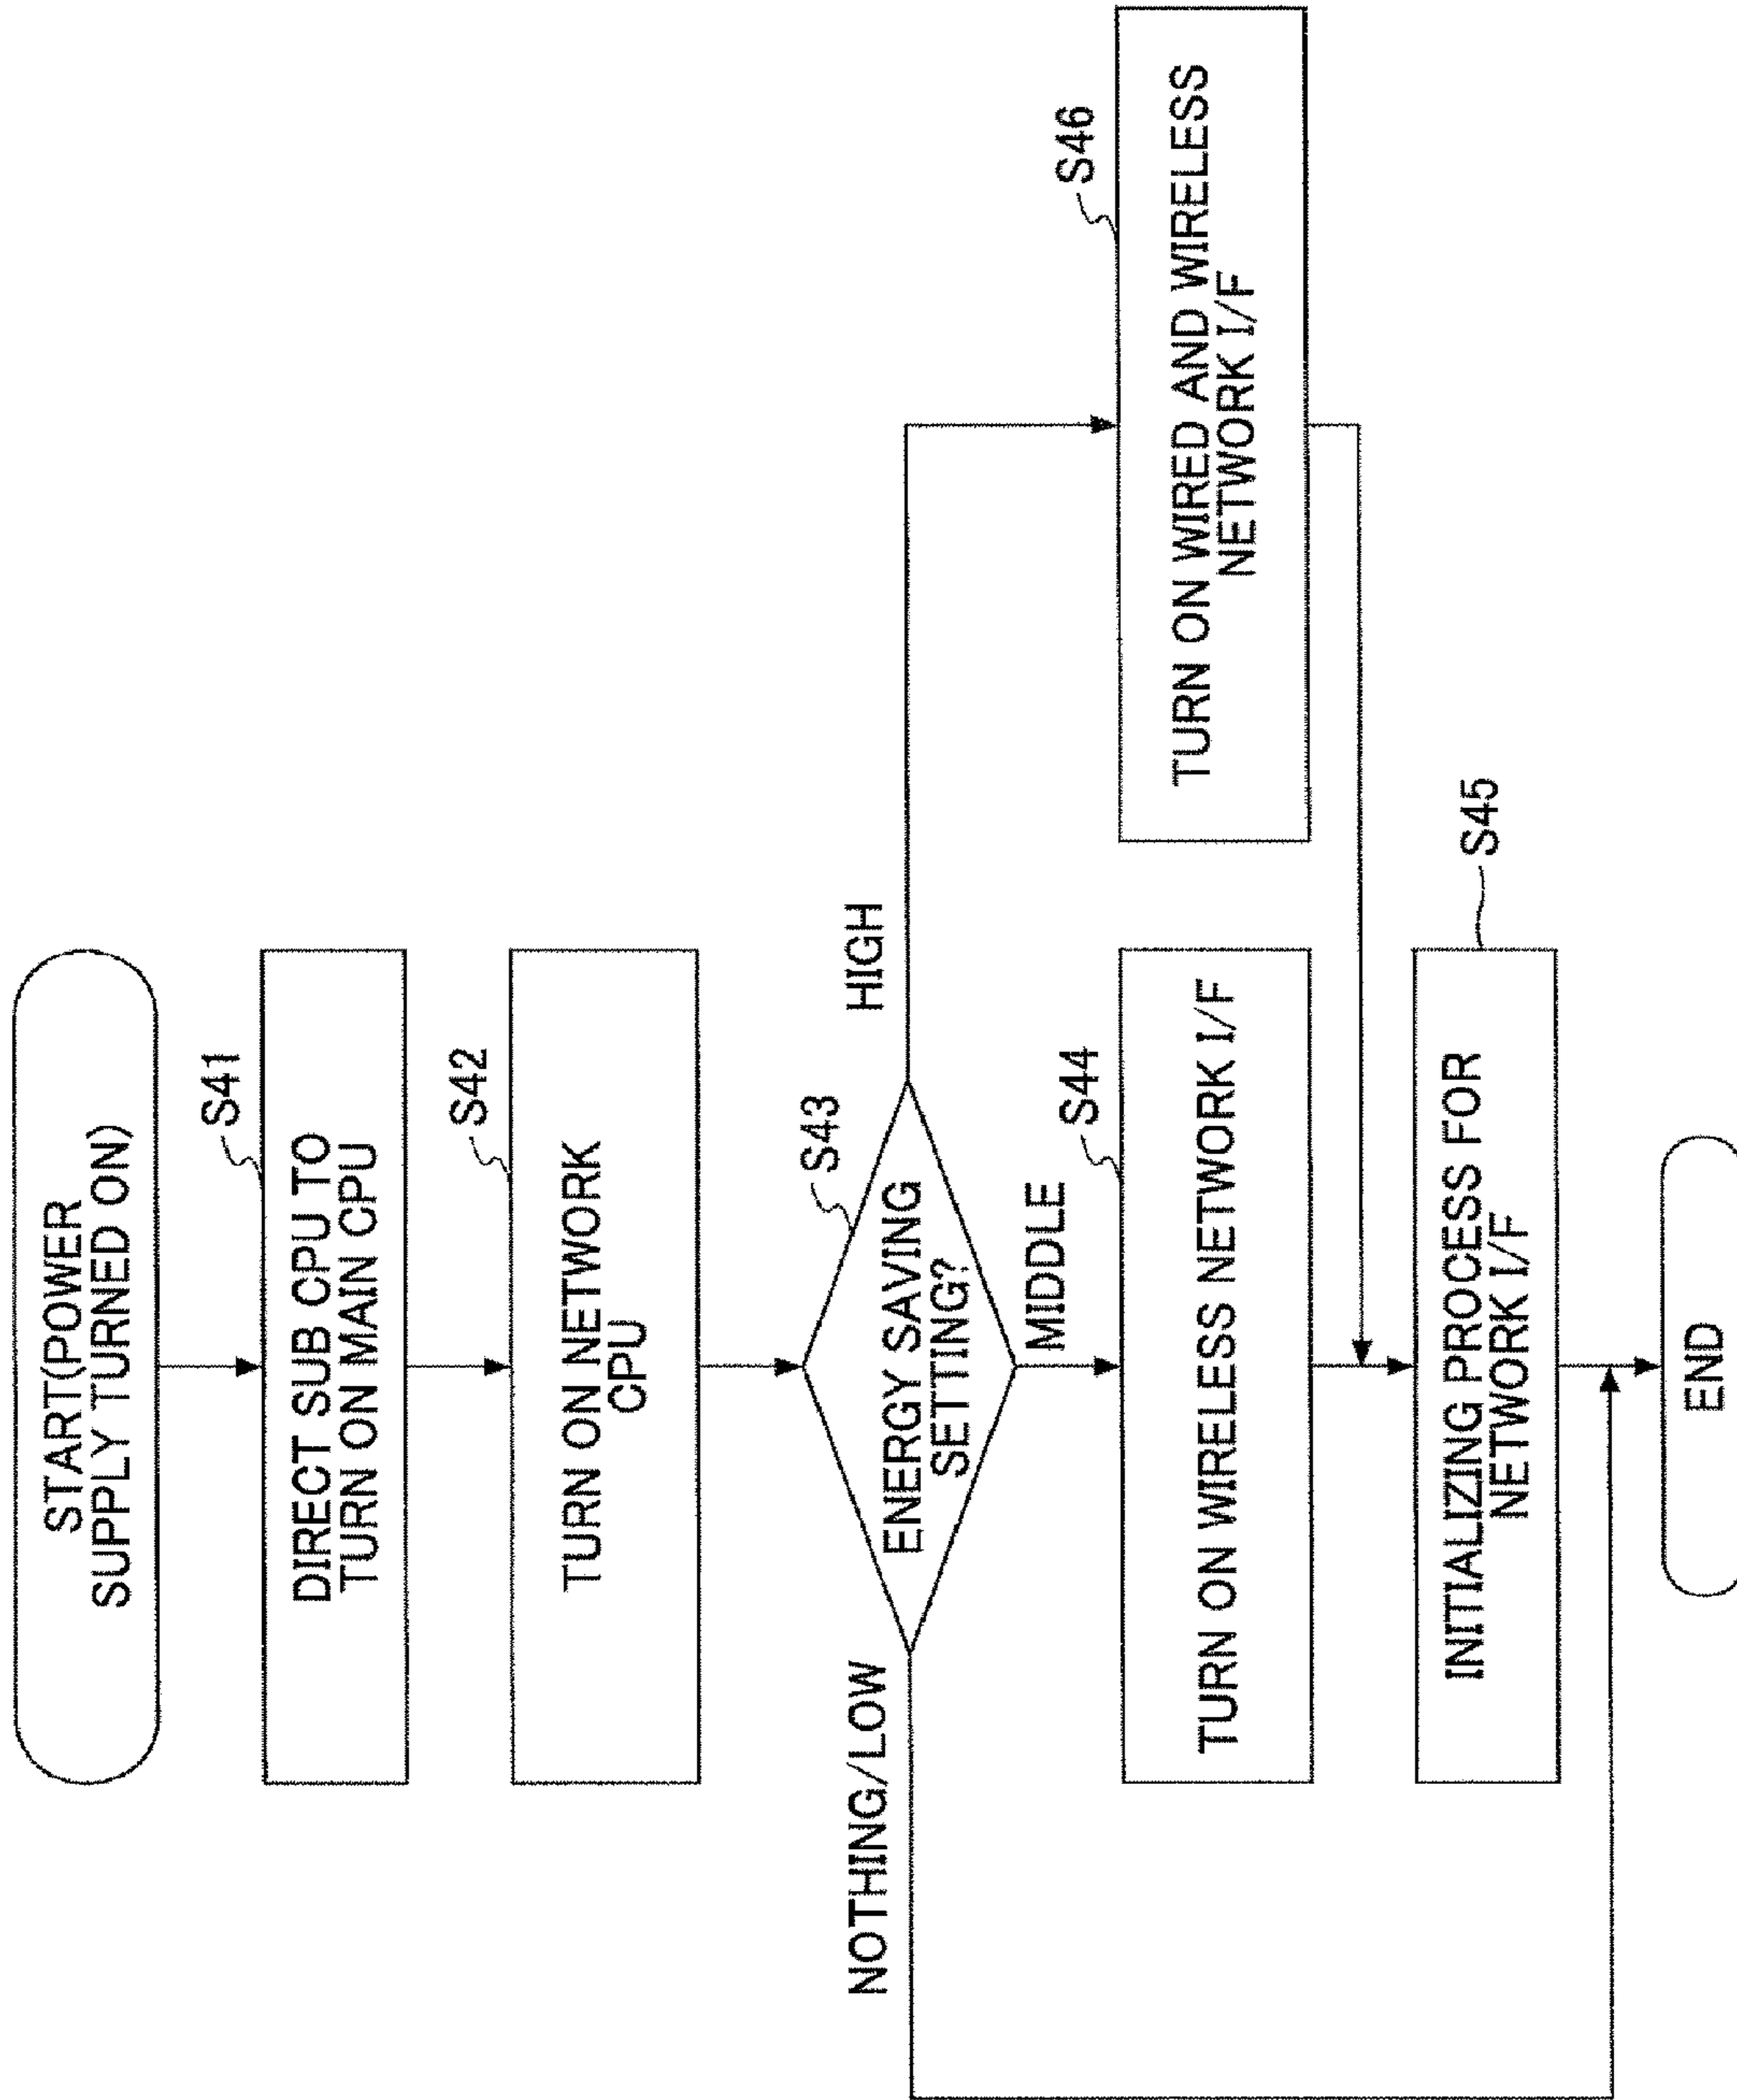 START(POWER
SUPPLY TURNED ON)
S41
DIRECT SUB CPU TO
TURN ON MAIN CPU
S42
TURN ON NETWORK
CPU
S43
ENERGY SAVING
SETTING?
NOTHING/LOW
HIGH
MIDDLE
S44
TURN ON WIRELESS NETWORK I/F
S46
TURN ON WIRED AND WIRELESS
NETWORK I/F
S45
INITIALIZING PROCESS FOR
NETWORK I/F
END